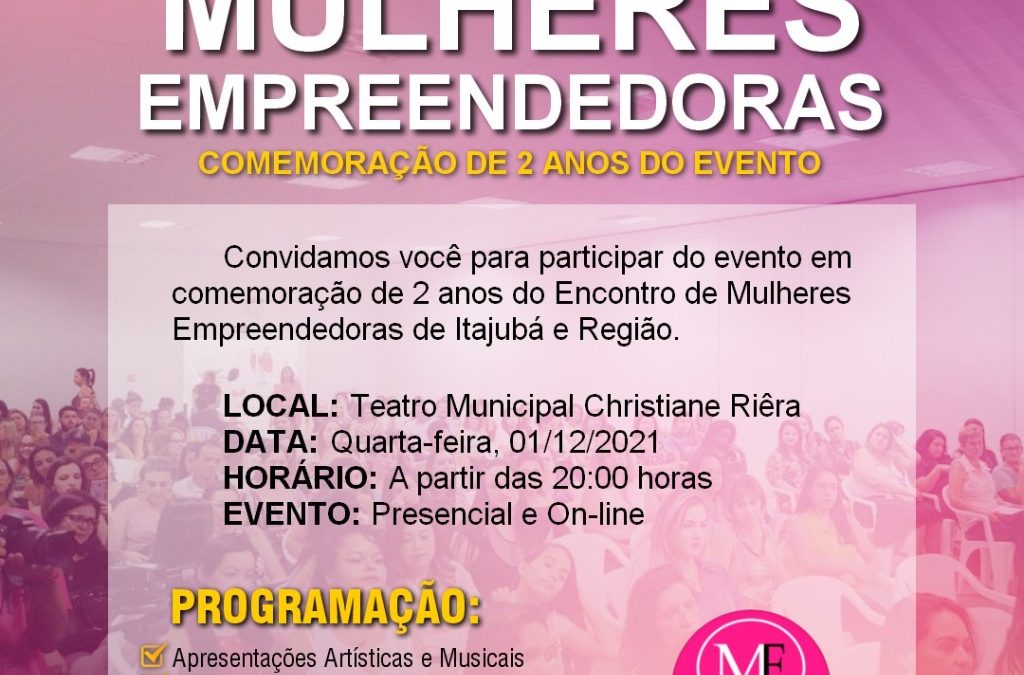 MULHERES
EMPREENDEDORAS
COMEMORAÇÃO DE 2 ANOS DO EVENTO
Convidamos você para participar do evento em
comemoração de 2 anos do Encontro de Mulheres
Empreendedoras de Itajubá e Região.
LOCAL: Teatro Municipal Christiane Riêra
DATA: Quarta-feira, 01/12/2021
HORÁRIO: A partir das 20:00 horas
EVENTO: Presencial e On-line
PROGRAMAÇÃO:
Apresentações Artísticas e Musicais
ME